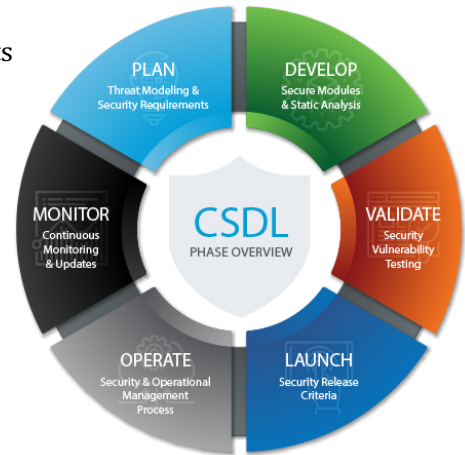 ts
PLAN
Threat Modeling &
Security Requirements
DEVELOP
Secure Modules
& Static Analysis
MONITOR
Continuous
Monitoring
& Updates
CSDL
PHASE OVERVIEW
VALIDATE
Security
Vulnerability
Testing
OPERATE
Security & Operational
Management
Process
LAUNCH
Security Release
Criteria